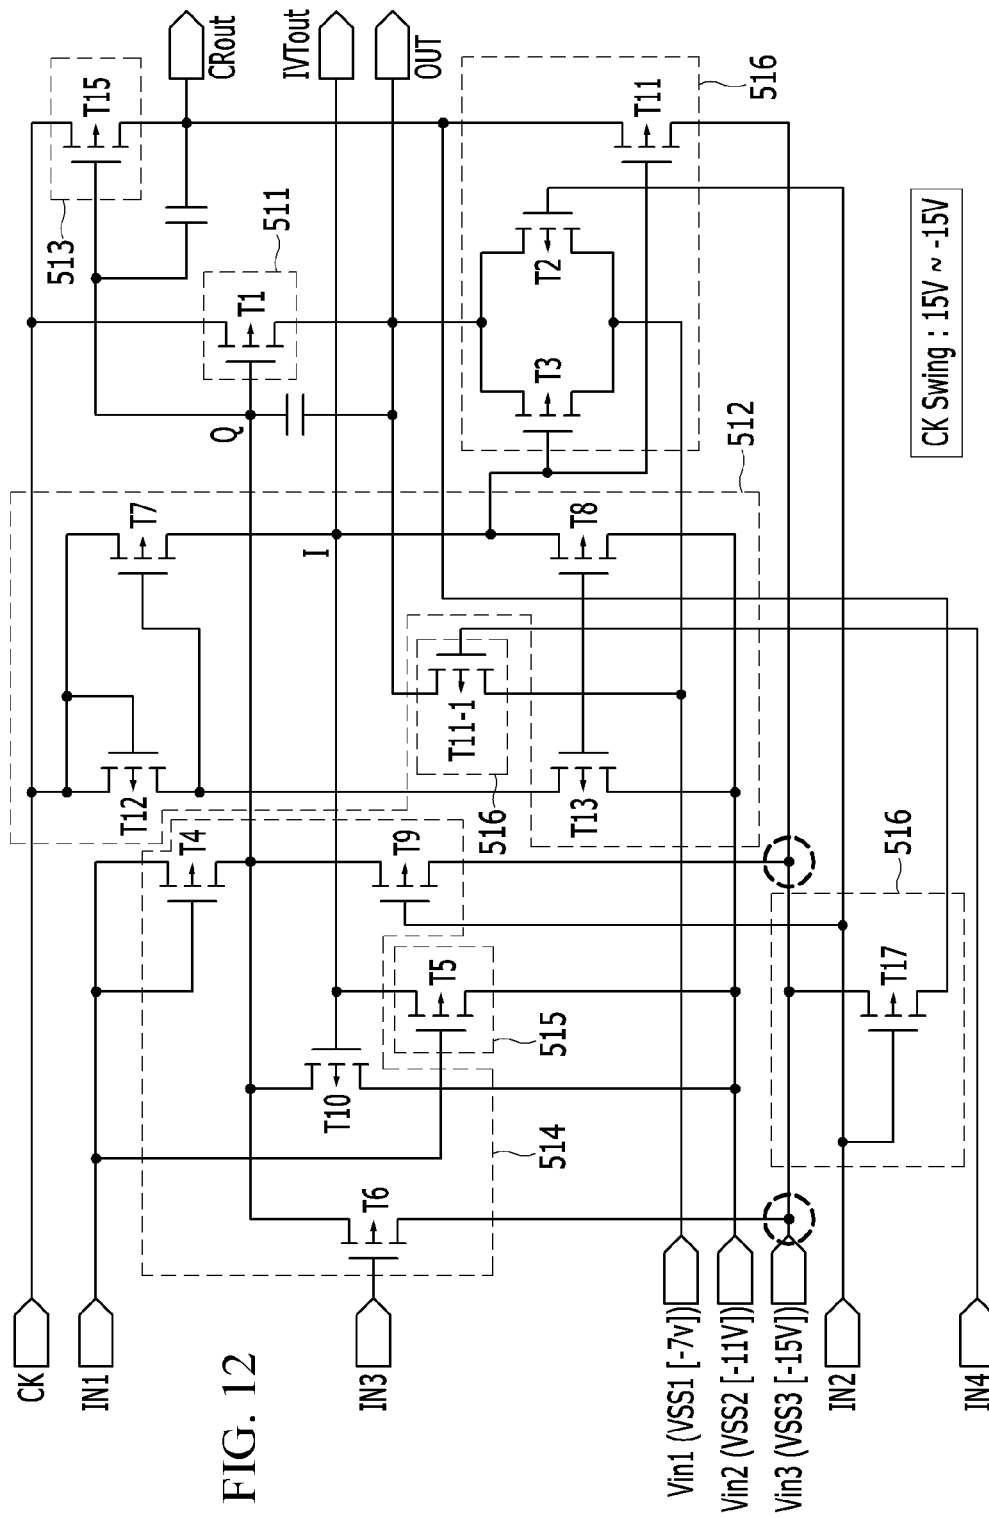 FIG. 12
CK
IN1
IN3
Vin1 (VSS1 [-7v])
Vin2 (VSS2 [-11V])
Vin3 (VSS3 [-15V])
IN2
IN4
T6
514
T10
T5
515
T4
T9
T17
516
T12
T13
T11-1
516
T7
I
T8
512
Q
T1
511
T3
T2
T11
516
T15
513
CRout
IVTout
OUT
CK Swing : 15V ~ -15V